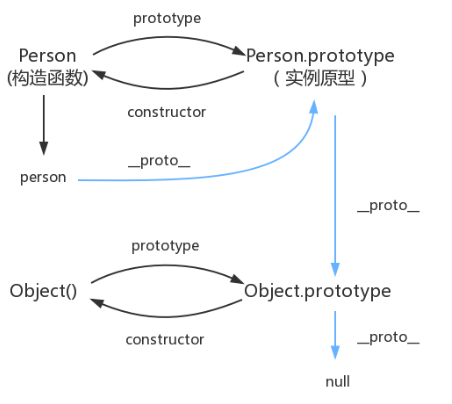 prototype
Person
(构造函数)
Person.prototype
( 实例原型 )
constructor
person
__proto__
__proto__
prototype
Object()
Object.prototype
constructor
__proto__
null